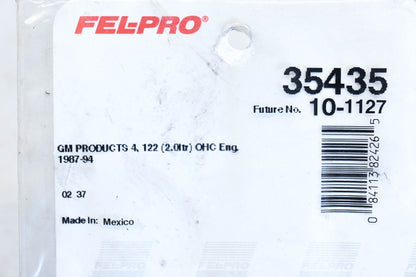 FEL-PRO®
35435
Future No. 10-1127
GM PRODUCTS 4, 122 (2.0ltr) OHC Eng.
1987-94
02 37
Made In: Mexico
0 84113 82426 5